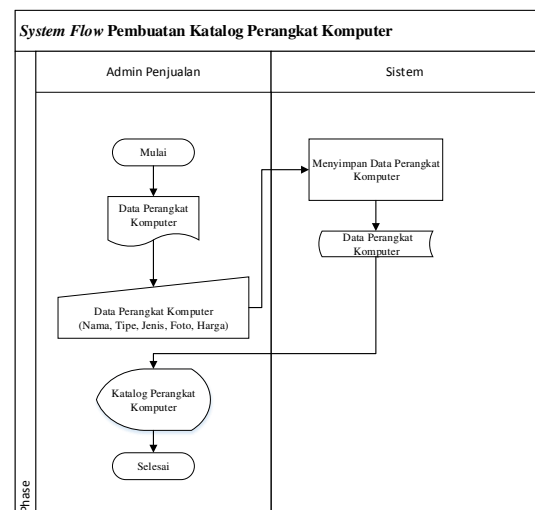 System Flow Pembuatan Katalog Perangkat Komputer
Admin Penjualan
Sistem
Mulai
Data Perangkat
Komputer
Data Perangkat Komputer
(Nama, Tipe, Jenis, Foto, Harga)
Menyimpan Data Perangkat
Komputer
Data Perangkat
Komputer
Katalog Perangkat
Komputer
Selesai
Phase